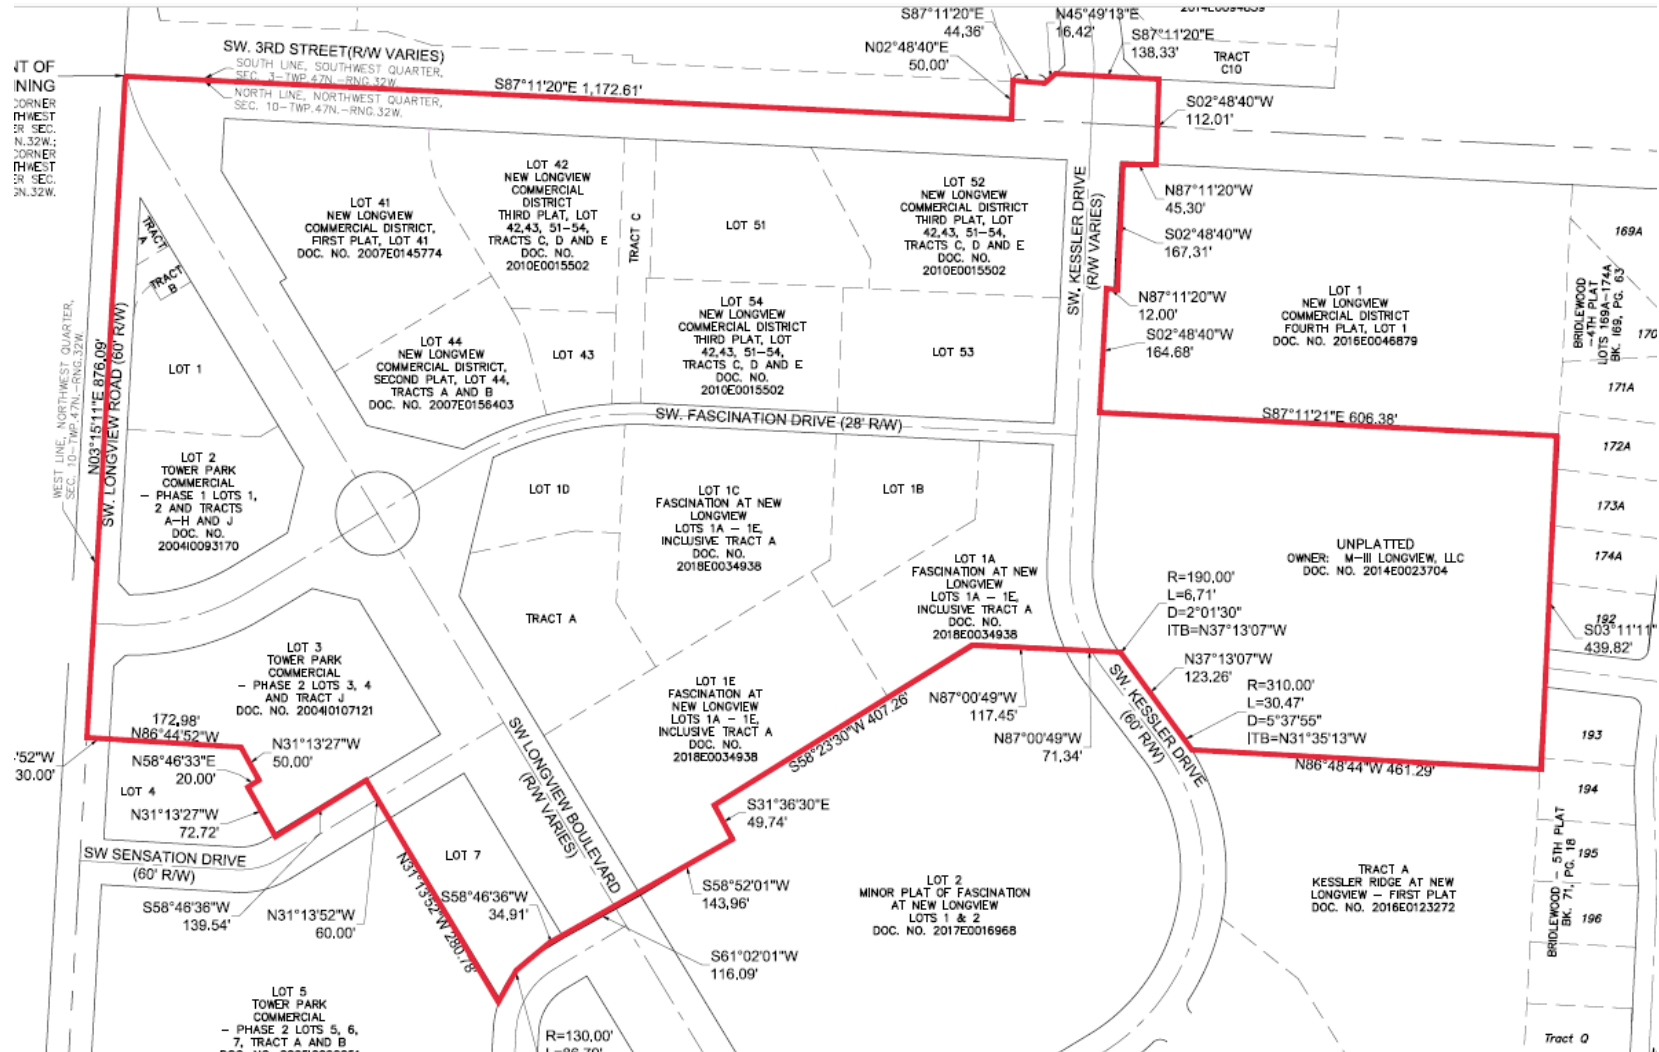 S87°11'20"E
44.36'
N45°49'13"E
16.42'
2014E0094859
S87°11'20"E
138.33'
TRACT
C10
N02°48'40"E
50.00'
SW. 3RD STREET(R/W VARIES)
SOUTH LINE, SOUTHWEST QUARTER,
SEC. 3-TWP.47N.-RNG.32W.
NORTH LINE, NORTHWEST QUARTER,
SEC. 10-TWP.47N.-RNG.32W.
S87°11'20"E 1,172.61'
NT OF
INING
CORNER
THWEST
ER SEC.
N.32W.;
CORNER
THWEST
ER SEC.
GN.32W.
S02°48'40"W
112.01'
N87°11'20"W
45.30'
S02°48'40"W
167.31'
N87°11'20"W
12.00'
S02°48'40"W
164.68'
TRACT
A
TRACT
B
LOT 41
NEW LONGVIEW
COMMERCIAL DISTRICT,
FIRST PLAT, LOT 41
DOC. NO. 2007E0145774
LOT 42
NEW LONGVIEW
COMMERCIAL
DISTRICT
THIRD PLAT, LOT
42,43, 51-54,
TRACTS C, D AND E
DOC. NO.
2010E0015502
TRACT C
LOT 51
LOT 52
NEW LONGVIEW
COMMERCIAL DISTRICT
THIRD PLAT, LOT
42,43, 51-54,
TRACTS C, D AND E
DOC. NO.
2010E0015502
SW. KESSLER DRIVE
(R/W VARIES)
LOT 1
NEW LONGVIEW
COMMERCIAL DISTRICT
FOURTH PLAT, LOT 1
DOC. NO. 2016E0046879
BRIDLEWOOD
-4TH PLAT
LOTS 169A-174A
BK. I69, PG. 63
169A
170
171A
172A
173A
174A
192
193
194
195
196
Tract Q
WEST LINE, NORTHWEST QUARTER,
SEC. 10-TWP.47N.-RNG.32W.
N03°15'11"E 876.09'
SW. LONGVIEW ROAD (60' R/W)
LOT 1
LOT 44
NEW LONGVIEW
COMMERCIAL DISTRICT,
SECOND PLAT, LOT 44,
TRACTS A AND B
DOC. NO. 2007E0156403
LOT 43
LOT 54
NEW LONGVIEW
COMMERCIAL DISTRICT
THIRD PLAT, LOT
42,43, 51-54,
TRACTS C, D AND E
DOC. NO.
2010E0015502
LOT 53
SW. FASCINATION DRIVE (28' R/W)
S87°11'21"E 606.38'
LOT 2
TOWER PARK
COMMERCIAL
- PHASE 1 LOTS 1,
2 AND TRACTS
A-H AND J
DOC. NO.
2004I0093170
LOT 1D
LOT 1C
FASCINATION AT NEW
LONGVIEW
LOTS 1A - 1E,
INCLUSIVE TRACT A
DOC. NO.
2018E0034938
LOT 1B
LOT 1A
FASCINATION AT NEW
LONGVIEW
LOTS 1A - 1E,
INCLUSIVE TRACT A
DOC. NO.
2018E0034938
UNPLATTED
OWNER: M-III LONGVIEW, LLC
DOC. NO. 2014E0023704
R=190.00'
L=6.71'
D=2°01'30"
ITB=N37°13'07"W
N37°13'07"W
123.26'
R=310.00'
L=30.47'
D=5°37'55"
ITB=N31°35'13"W
S03°11'11"
439.82'
TRACT A
LOT 3
TOWER PARK
COMMERCIAL
- PHASE 2 LOTS 3, 4
AND TRACT J
DOC. NO. 2004I0107121
LOT 1E
FASCINATION AT
NEW LONGVIEW
LOTS 1A - 1E,
INCLUSIVE TRACT A
DOC. NO.
2018E0034938
S58°23'30"W 407.26'
N87°00'49"W
117.45'
N87°00'49"W
71.34'
SW. KESSLER DRIVE
(60' R/W)
N86°48'44"W 461.29'
172.98'
N86°44'52"W
'52"W
30.00'
N31°13'27"W
50.00'
N58°46'33"E
20.00'
LOT 4
N31°13'27"W
72.72'
SW LONGVIEW BOULEVARD
(R/W VARIES)
S31°36'30"E
49.74'
SW SENSATION DRIVE
(60' R/W)
S58°46'36"W
139.54'
N31°13'52"W
60.00'
N31°13'52"W 280.78'
LOT 7
S58°46'36"W
34.91'
S58°52'01"W
143.96'
S61°02'01"W
116.09'
LOT 2
MINOR PLAT OF FASCINATION
AT NEW LONGVIEW
LOTS 1 & 2
DOC. NO. 2017E0016968
TRACT A
KESSLER RIDGE AT NEW
LONGVIEW - FIRST PLAT
DOC. NO. 2016E0123272
BRIDLEWOOD - 5TH PLAT
BK. 71, PG. 18
LOT 5
TOWER PARK
COMMERCIAL
- PHASE 2 LOTS 5, 6,
7, TRACT A AND B
R=130.00'
L=86.79'